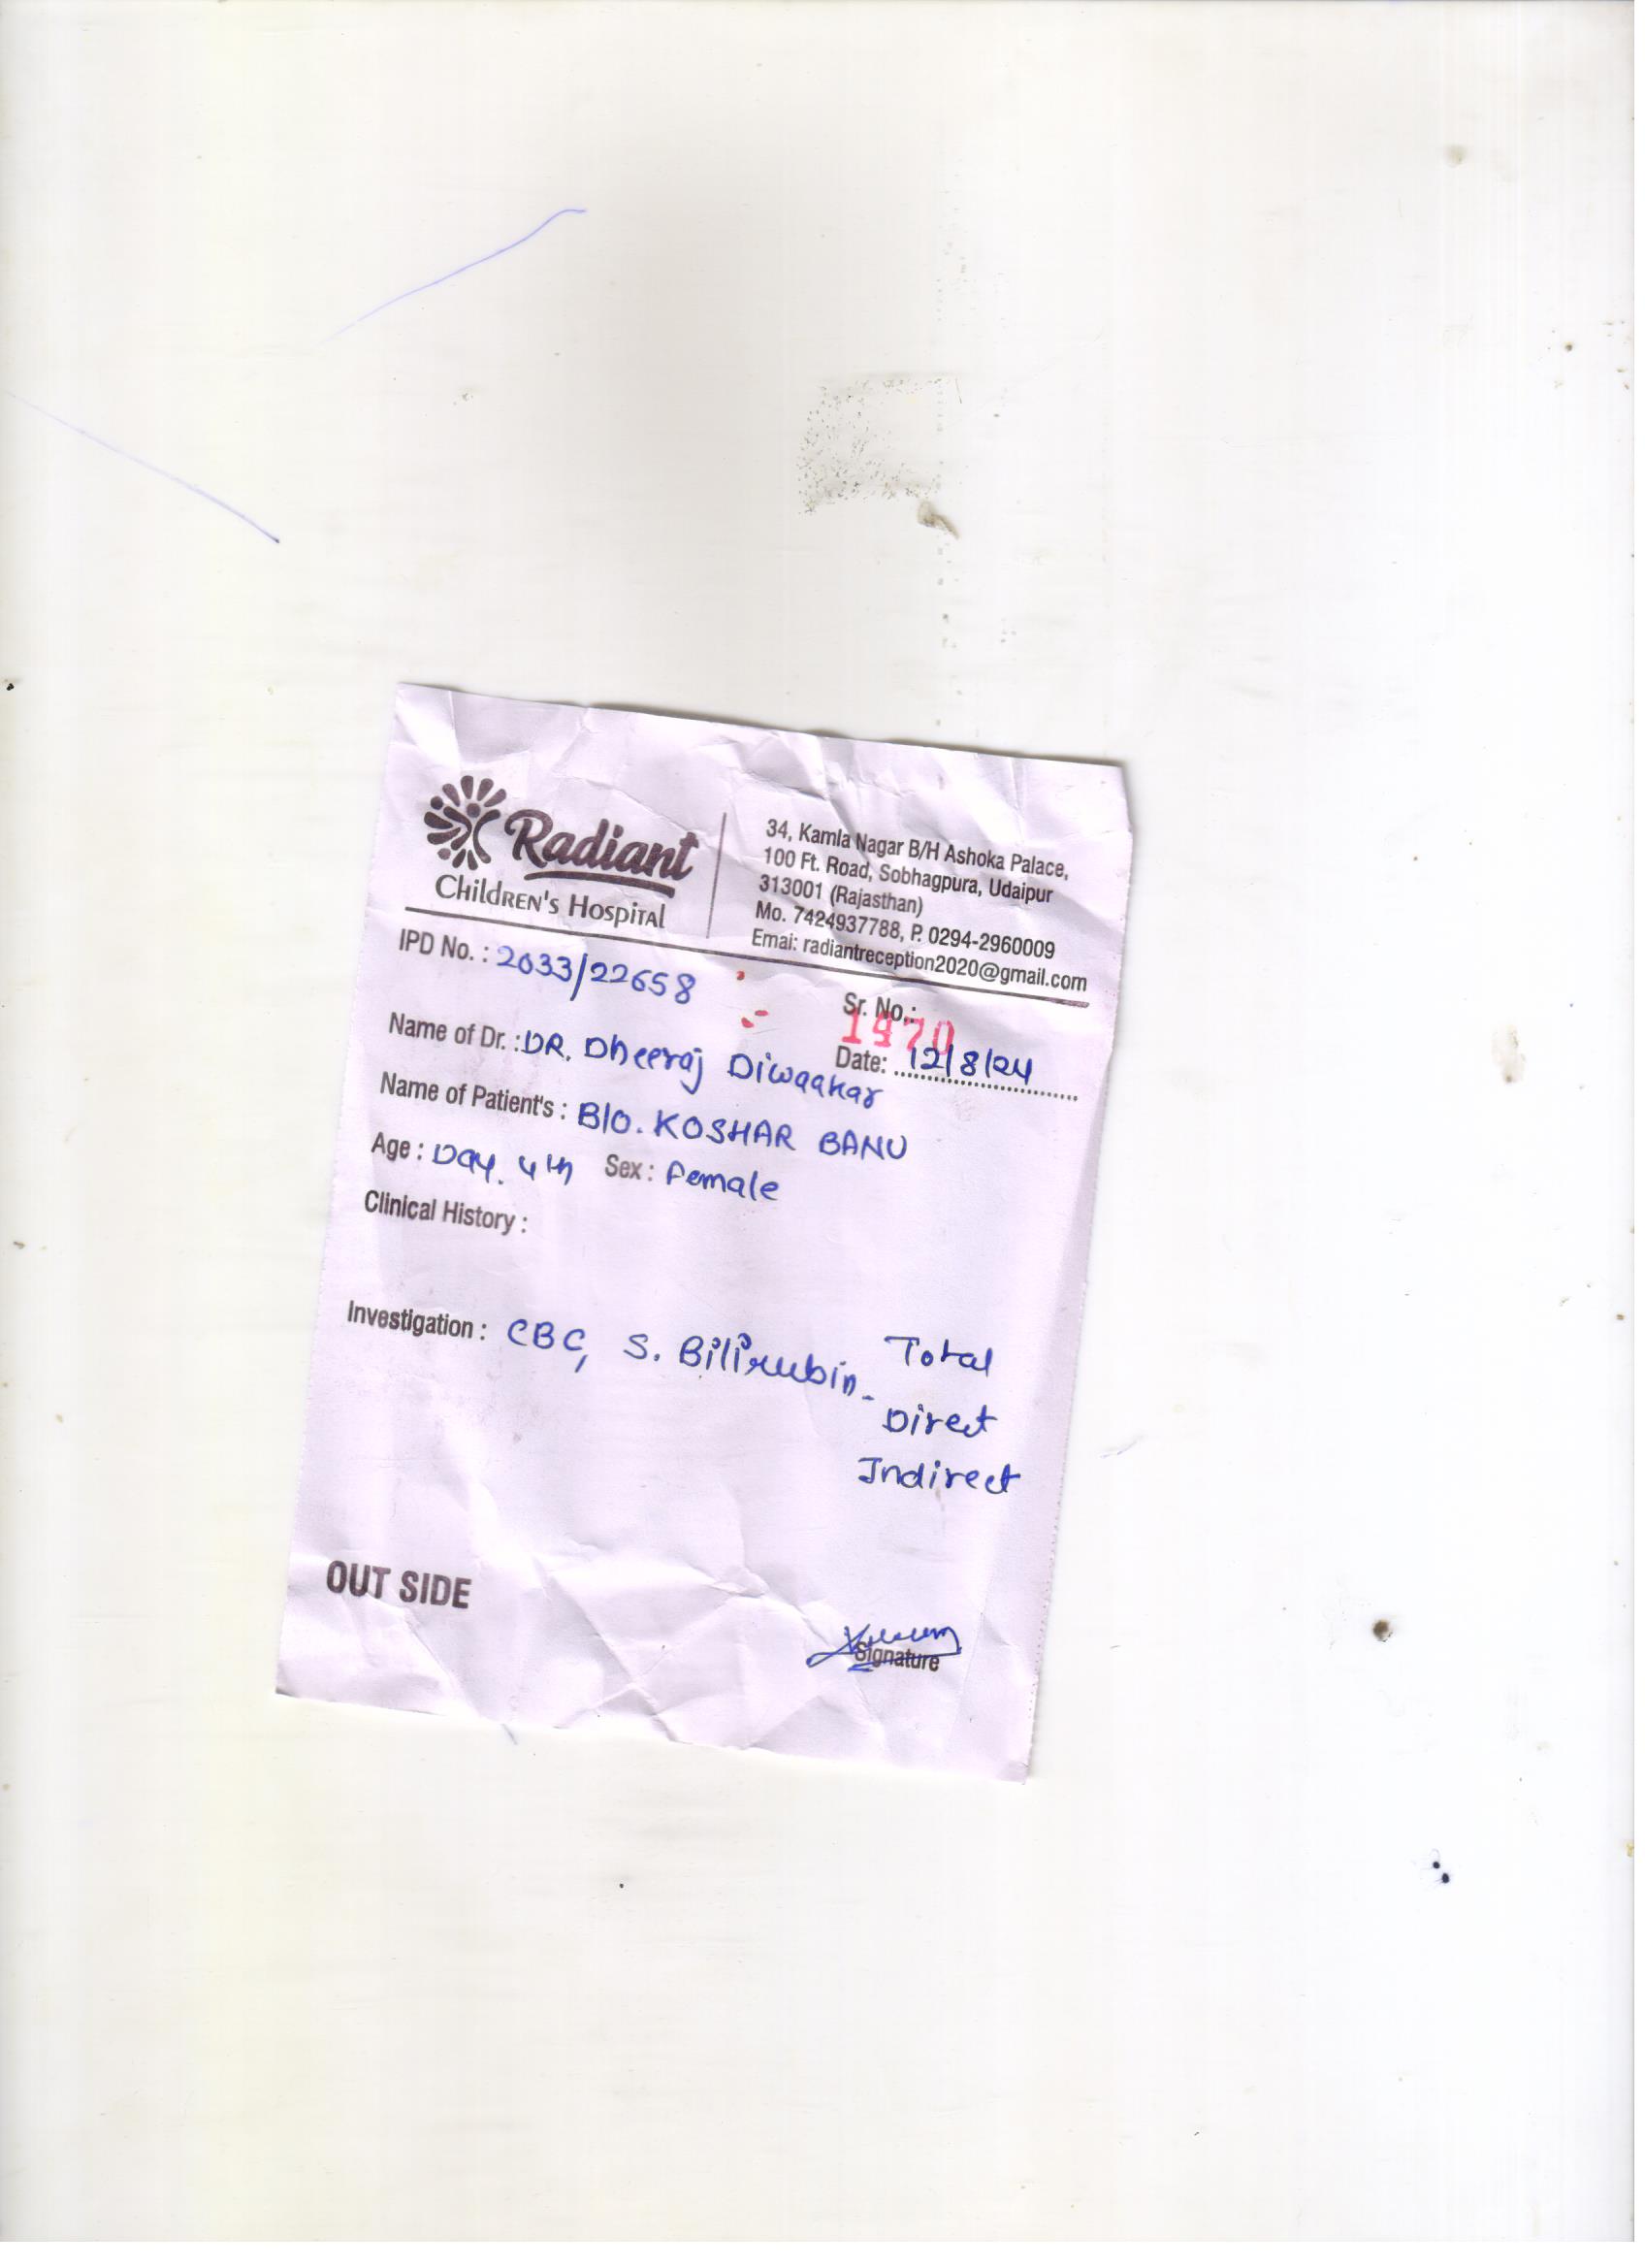 Radiant
Children's Hospital
34, Kamla Nagar B/H Ashoka Palace,
100 Ft. Road, Sobhagpura, Udaipur
313001 (Rajasthan)
Mo. 7424937788, P. 0294-2960009
Emai: radiantreception2020@gmail.com
IPD No. : 2033/22658
Sr. No.:
1970
Name of Dr. : DR. Dheeraj Diwaakar
Date: 12/8/24
Name of Patient's : B/O. KOSHAR BANU
Age : Day. 4th Sex : Female
Clinical History :
Investigation : CBC, S. Bilirubin - Total
Direct
Indirect
OUT SIDE
Signature